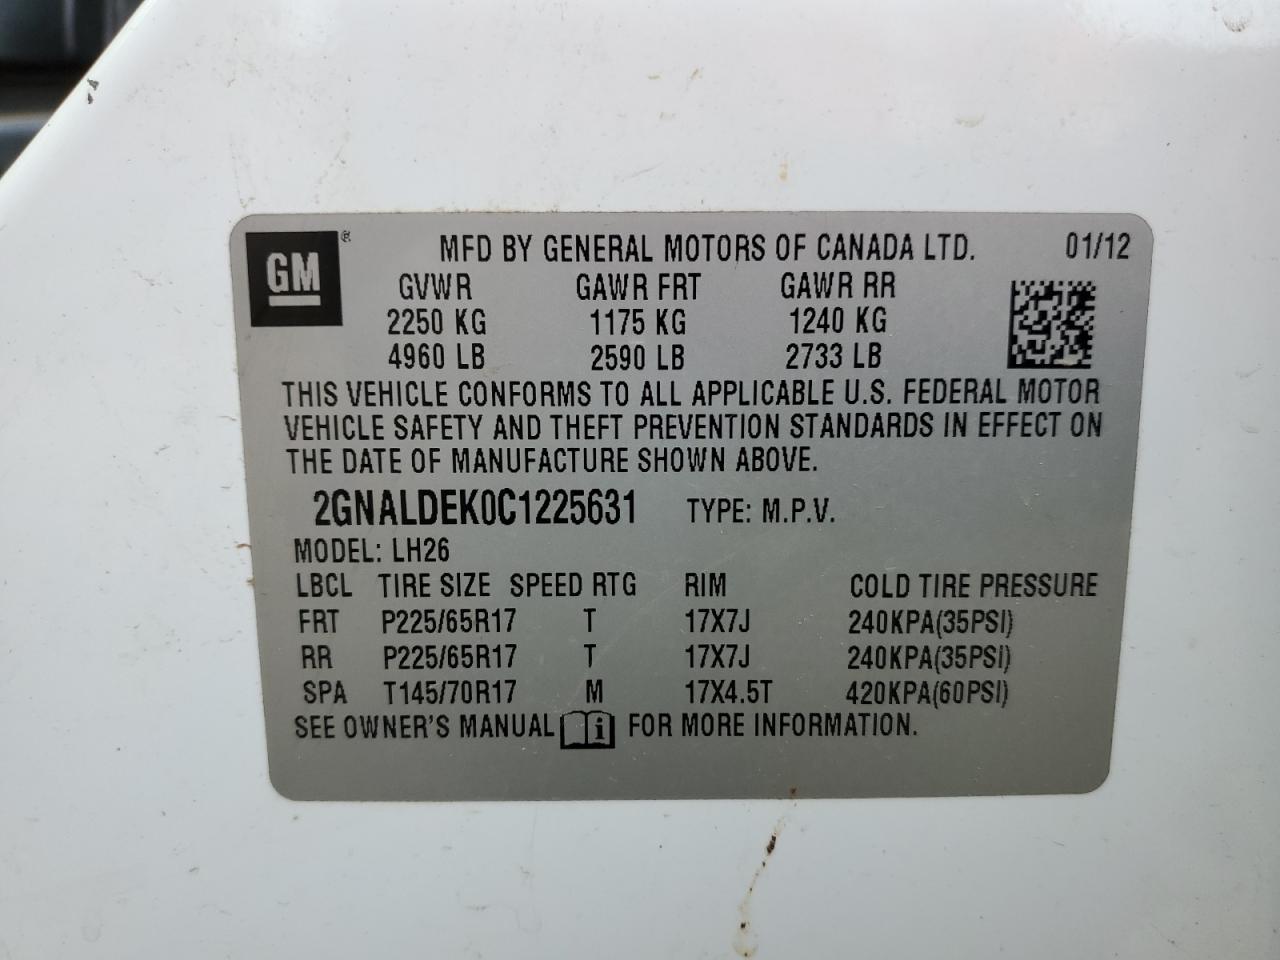 GM ® MFD BY GENERAL MOTORS OF CANADA LTD. 01/12
GVWR GAWR FRT GAWR RR
2250 KG 1175 KG 1240 KG
4960 LB 2590 LB 2733 LB
THIS VEHICLE CONFORMS TO ALL APPLICABLE U.S. FEDERAL MOTOR
VEHICLE SAFETY AND THEFT PREVENTION STANDARDS IN EFFECT ON
THE DATE OF MANUFACTURE SHOWN ABOVE.
2GNALDEK0C1225631 TYPE: M.P.V.
MODEL: LH26
LBCL TIRE SIZE SPEED RTG RIM COLD TIRE PRESSURE
FRT P225/65R17 T 17X7J 240KPA(35PSI)
RR P225/65R17 T 17X7J 240KPA(35PSI)
SPA T145/70R17 M 17X4.5T 420KPA(60PSI)
SEE OWNER'S MANUAL i FOR MORE INFORMATION.